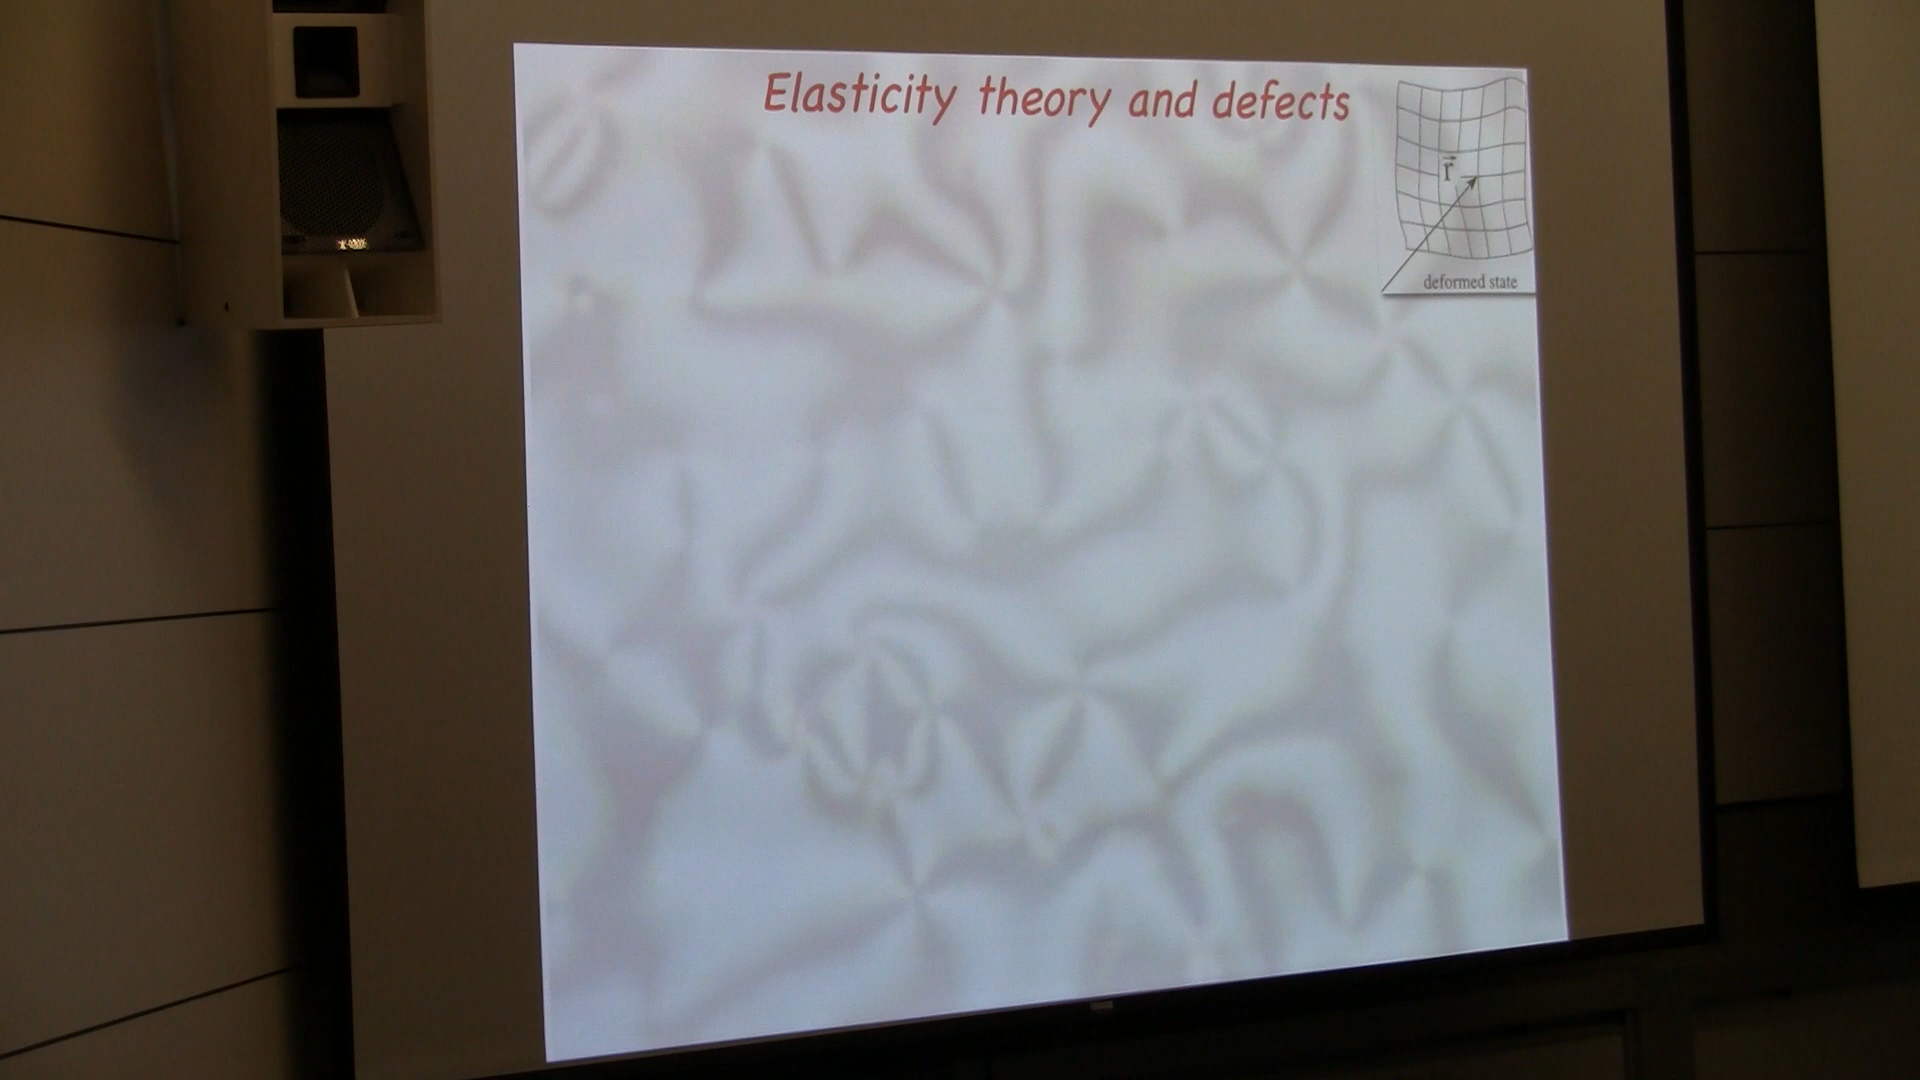 Elasticity theory and defects
r⃗
deformed state